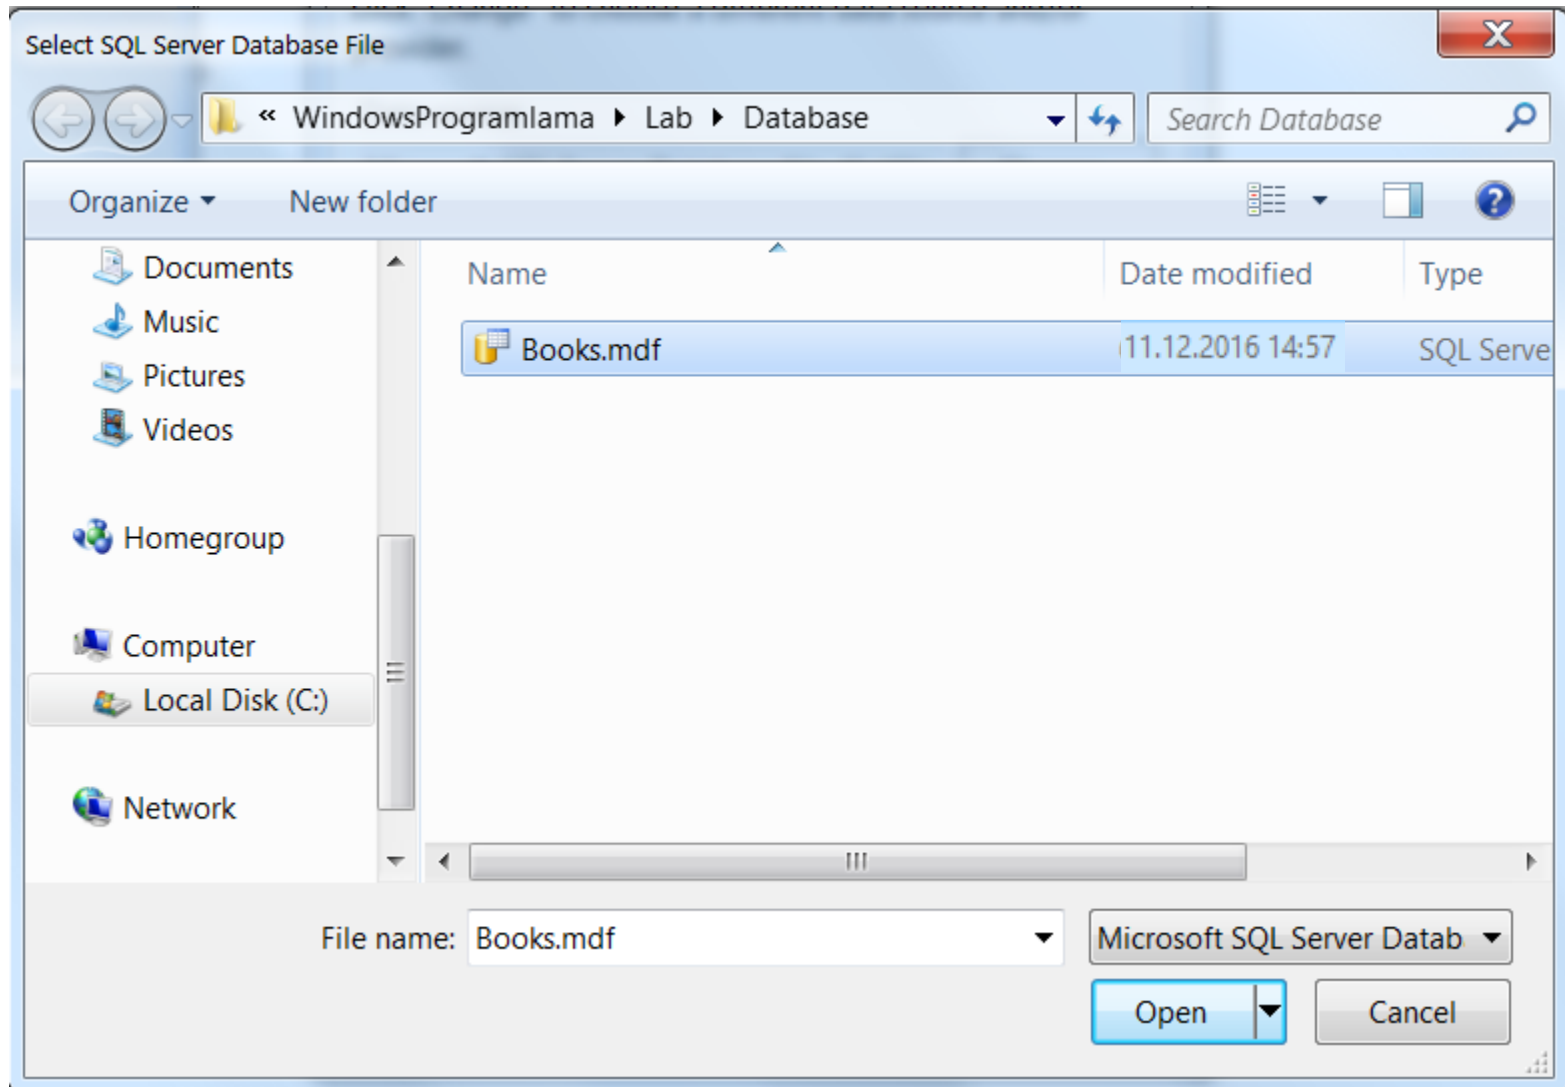 Select SQL Server Database File
« WindowsProgramlama Lab Database
Search Database
Organize New folder
Documents
Music
Pictures
Videos
Homegroup
Computer
Local Disk (C:)
Network
Name Date modified Type
Books.mdf 11.12.2016 14:57 SQL Serve
File name: Books.mdf
Microsoft SQL Server Datab
Open Cancel